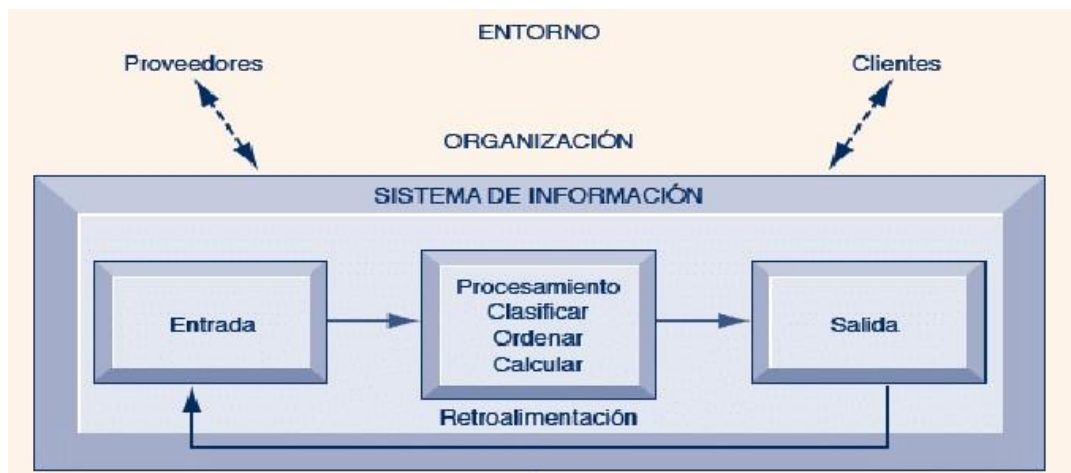 ENTORNO
Proveedores
Clientes
ORGANIZACIÓN
SISTEMA DE INFORMACIÓN
Entrada
Procesamiento
Clasificar
Ordenar
Calcular
Salida
Retroalimentación